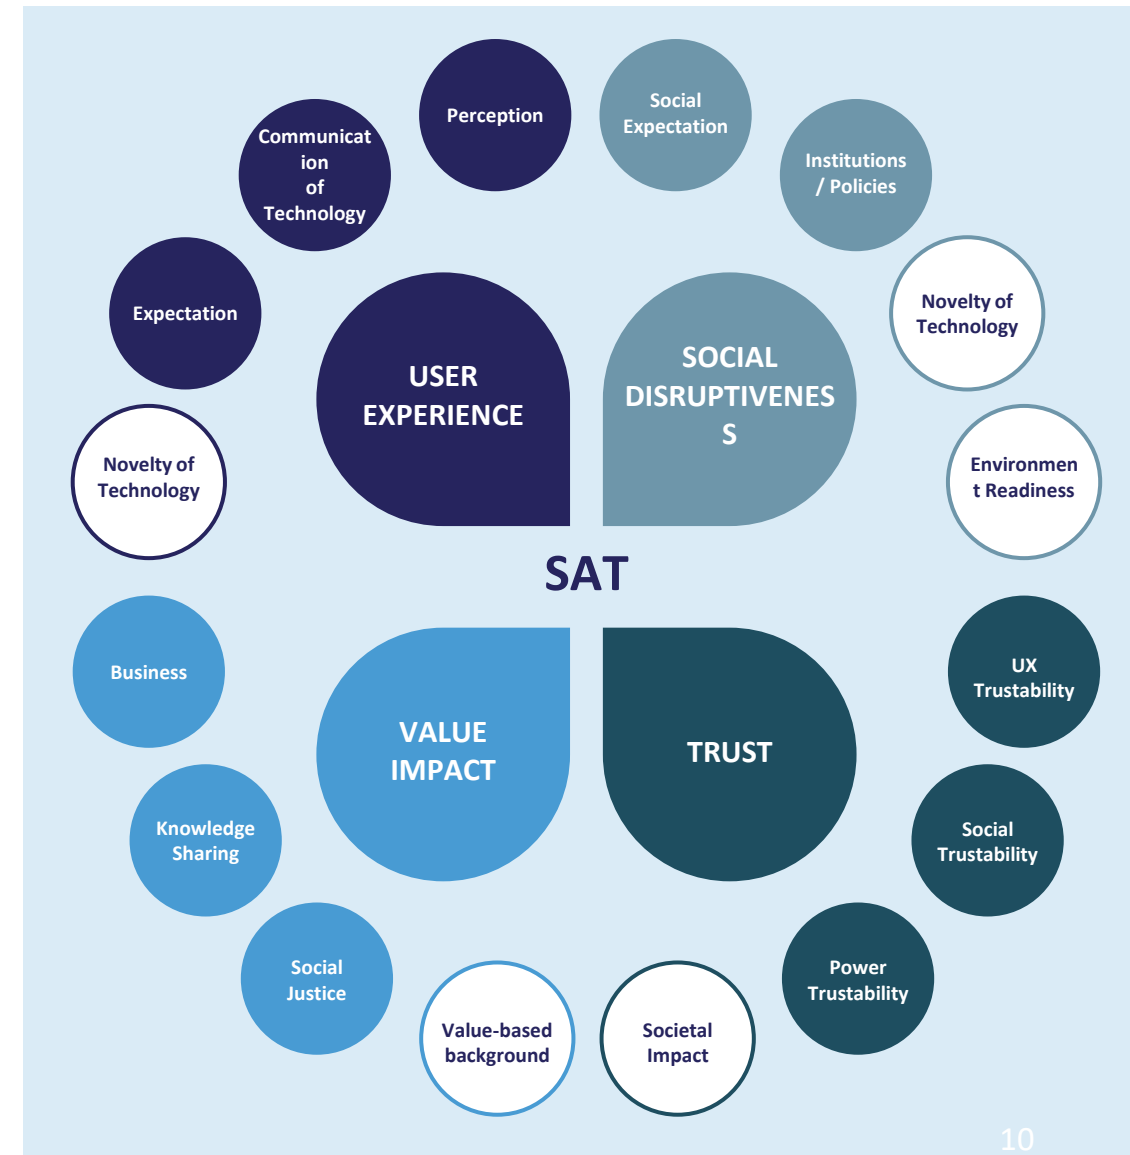 Perception
Social
Expectation
Communicat
ion
of
Technology
Institutions
/ Policies
Expectation
Novelty of
Technology
USER
EXPERIENCE
SOCIAL
DISRUPTIVENES
S
Novelty of
Technology
Environmen
t Readiness
SAT
Business
UX
Trustability
VALUE
IMPACT
TRUST
Knowledge
Sharing
Social
Trustability
Social
Justice
Power
Trustability
Value-based
background
Societal
Impact
10